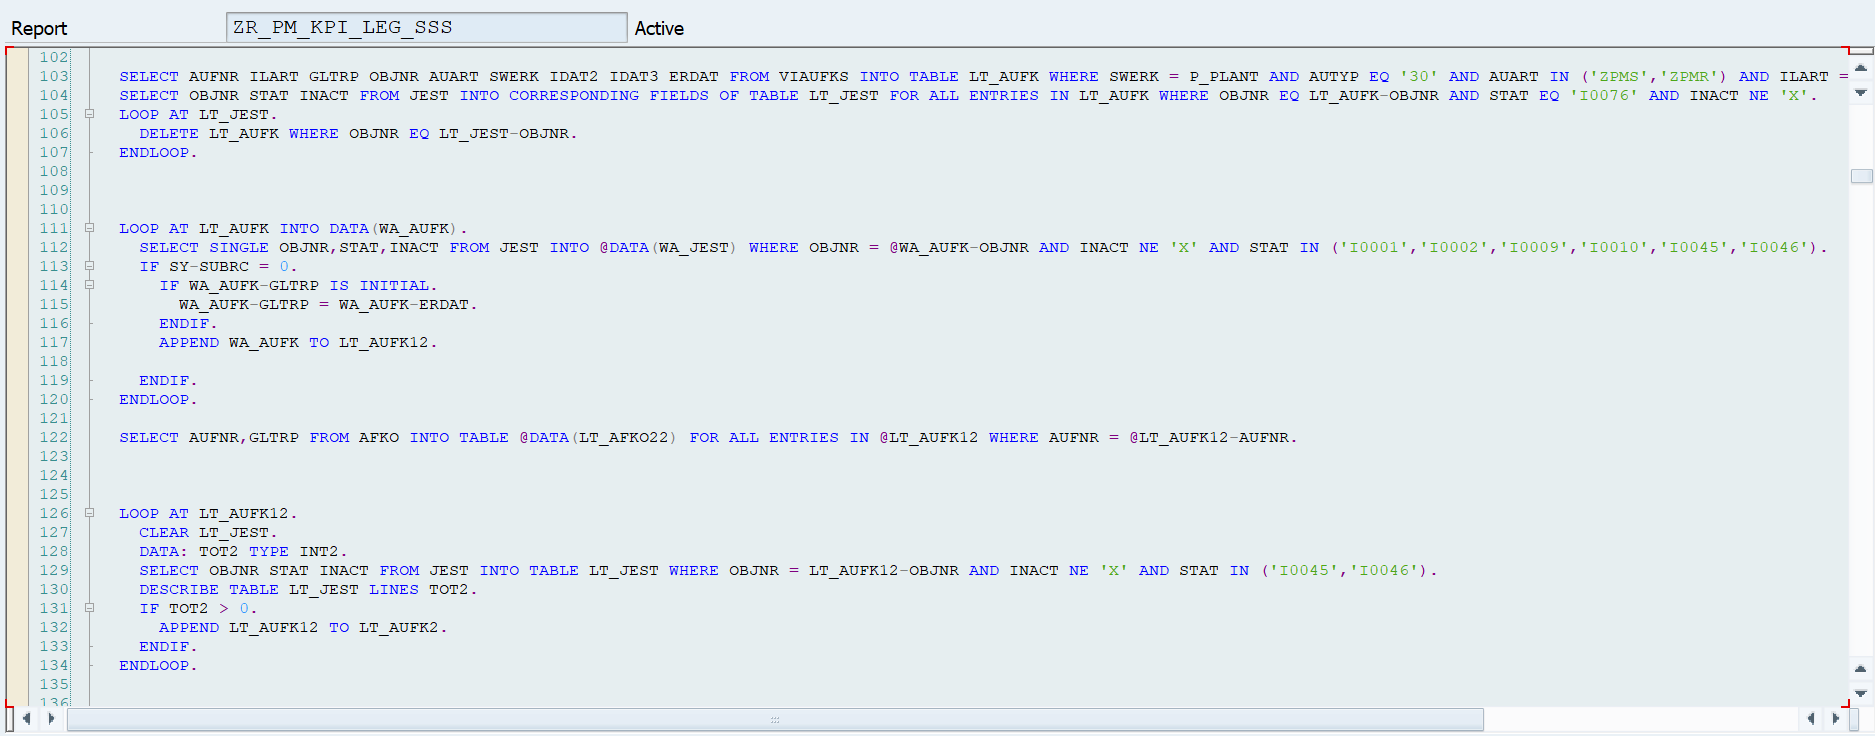 Report ZR_PM_KPI_LEG_SSS Active
102
103 SELECT AUFNR ILART GLTRP OBJNR AUART SWERK IDAT2 IDAT3 ERDAT FROM VIAUFKS INTO TABLE LT_AUFK WHERE SWERK = P_PLANT AND AUTYP EQ '30' AND AUART IN ('ZPMS','ZPMR') AND ILART =
104 SELECT OBJNR STAT INACT FROM JEST INTO CORRESPONDING FIELDS OF TABLE LT_JEST FOR ALL ENTRIES IN LT_AUFK WHERE OBJNR EQ LT_AUFK-OBJNR AND STAT EQ 'I0076' AND INACT NE 'X'.
105 LOOP AT LT_JEST.
106 DELETE LT_AUFK WHERE OBJNR EQ LT_JEST-OBJNR.
107 ENDLOOP.
108
109
110
111 LOOP AT LT_AUFK INTO DATA(WA_AUFK).
112 SELECT SINGLE OBJNR,STAT,INACT FROM JEST INTO @DATA(WA_JEST) WHERE OBJNR = @WA_AUFK-OBJNR AND INACT NE 'X' AND STAT IN ('I0001','I0002','I0009','I0010','I0045','I0046').
113 IF SY-SUBRC = 0.
114 IF WA_AUFK-GLTRP IS INITIAL.
115 WA_AUFK-GLTRP = WA_AUFK-ERDAT.
116 ENDIF.
117 APPEND WA_AUFK TO LT_AUFK12.
118
119 ENDIF.
120 ENDLOOP.
121
122 SELECT AUFNR,GLTRP FROM AFKO INTO TABLE @DATA(LT_AFKO22) FOR ALL ENTRIES IN @LT_AUFK12 WHERE AUFNR = @LT_AUFK12-AUFNR.
123
124
125
126 LOOP AT LT_AUFK12.
127 CLEAR LT_JEST.
128 DATA: TOT2 TYPE INT2.
129 SELECT OBJNR STAT INACT FROM JEST INTO TABLE LT_JEST WHERE OBJNR = LT_AUFK12-OBJNR AND INACT NE 'X' AND STAT IN ('I0045','I0046').
130 DESCRIBE TABLE LT_JEST LINES TOT2.
131 IF TOT2 > 0.
132 APPEND LT_AUFK12 TO LT_AUFK2.
133 ENDIF.
134 ENDLOOP.
135
136